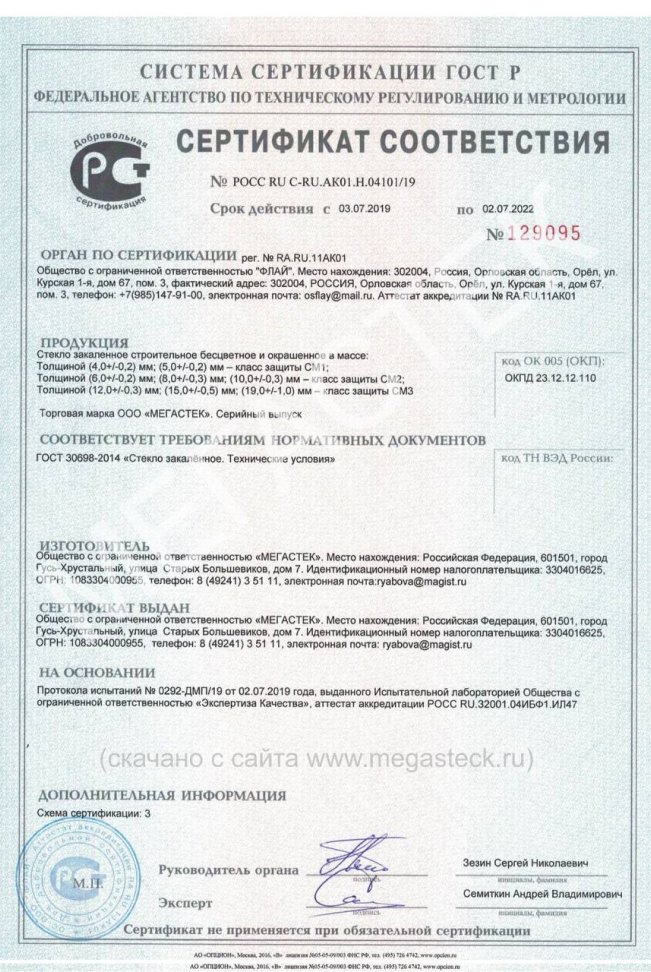 СИСТЕМА СЕРТИФИКАЦИИ ГОСТ Р
ФЕДЕРАЛЬНОЕ АГЕНТСТВО ПО ТЕХНИЧЕСКОМУ РЕГУЛИРОВАНИЮ И МЕТРОЛОГИИ
Добровольная
РСТ
сертификация
СЕРТИФИКАТ СООТВЕТСТВИЯ
№ РОСС RU C-RU.АК01.Н.04101/19
Срок действия с 03.07.2019 по 02.07.2022
№129095
ОРГАН ПО СЕРТИФИКАЦИИ рег. № RA.RU.11АК01
Общество с ограниченной ответственностью "ФЛАЙ". Место нахождения: 302004, Россия, Орловская область, Орёл, ул.
Курская 1-я, дом 67, пом. 3, фактический адрес: 302004, РОССИЯ, Орловская область, Орёл, ул. Курская 1-я, дом 67,
пом. 3, телефон: +7(985)147-91-00, электронная почта: osflay@mail.ru. Аттестат аккредитации № RA.RU.11АК01
ПРОДУКЦИЯ
Стекло закаленное строительное бесцветное и окрашенное в массе:
Толщиной (4,0+/-0,2) мм; (5,0+/-0,2) мм – класс защиты СМ1;
Толщиной (6,0+/-0,2) мм; (8,0+/-0,3) мм; (10,0+/-0,3) мм – класс защиты СМ2;
Толщиной (12,0+/-0,3) мм; (15,0+/-0,5) мм; (19,0+/-1,0) мм – класс защиты СМ3
код ОК 005 (ОКП):
ОКПД 23.12.12.110
Торговая марка ООО «МЕГАСТЕК». Серийный выпуск
СООТВЕТСТВУЕТ ТРЕБОВАНИЯМ НОРМАТИВНЫХ ДОКУМЕНТОВ
ГОСТ 30698-2014 «Стекло закалённое. Технические условия»
код ТН ВЭД России:
ИЗГОТОВИТЕЛЬ
Общество с ограниченной ответственностью «МЕГАСТЕК». Место нахождения: Российская Федерация, 601501, город
Гусь-Хрустальный, улица Старых Большевиков, дом 7. Идентификационный номер налогоплательщика: 3304016625,
ОГРН: 1083304000955, телефон: 8 (49241) 3 51 11, электронная почта:ryabova@magist.ru
СЕРТИФИКАТ ВЫДАН
Общество с ограниченной ответственностью «МЕГАСТЕК». Место нахождения: Российская Федерация, 601501, город
Гусь-Хрустальный, улица Старых Большевиков, дом 7. Идентификационный номер налогоплательщика: 3304016625,
ОГРН: 1083304000955, телефон: 8 (49241) 3 51 11, электронная почта: ryabova@magist.ru
НА ОСНОВАНИИ
Протокола испытаний № 0292-ДМП/19 от 02.07.2019 года, выданного Испытательной лабораторией Общества с
ограниченной ответственностью «Экспертиза Качества», аттестат аккредитации РОСС RU.32001.04ИБФ1.ИЛ47
(скачано с сайта www.megasteck.ru)
ДОПОЛНИТЕЛЬНАЯ ИНФОРМАЦИЯ
Схема сертификации: 3
М.П.
Руководитель органа
подпись
Зезин Сергей Николаевич
инициалы, фамилия
Эксперт
подпись
Семиткин Андрей Владимирович
инициалы, фамилия
Сертификат не применяется при обязательной сертификации
АО «ОПЦИОН», Москва, 2016, «В» лицензия №05-05-09/003 ФНС РФ, тел. (495) 726 4742, www.opcion.ru
АО «ОПЦИОН», Москва, 2016, «В» лицензия №05-05-09/003 ФНС РФ, тел. (495) 726 4742, www.opcion.ru
МЕГАСТЕК